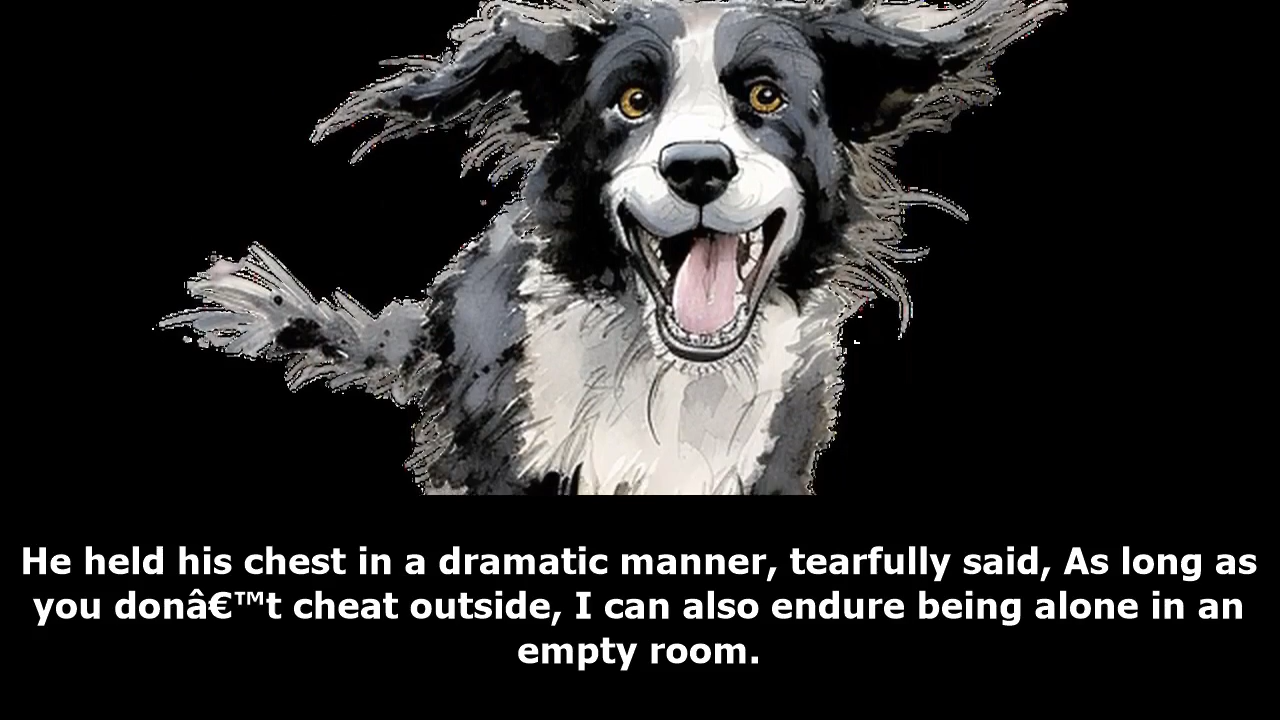 He held his chest in a dramatic manner, tearfully said, As long as
you donâ€™t cheat outside, I can also endure being alone in an
empty room.